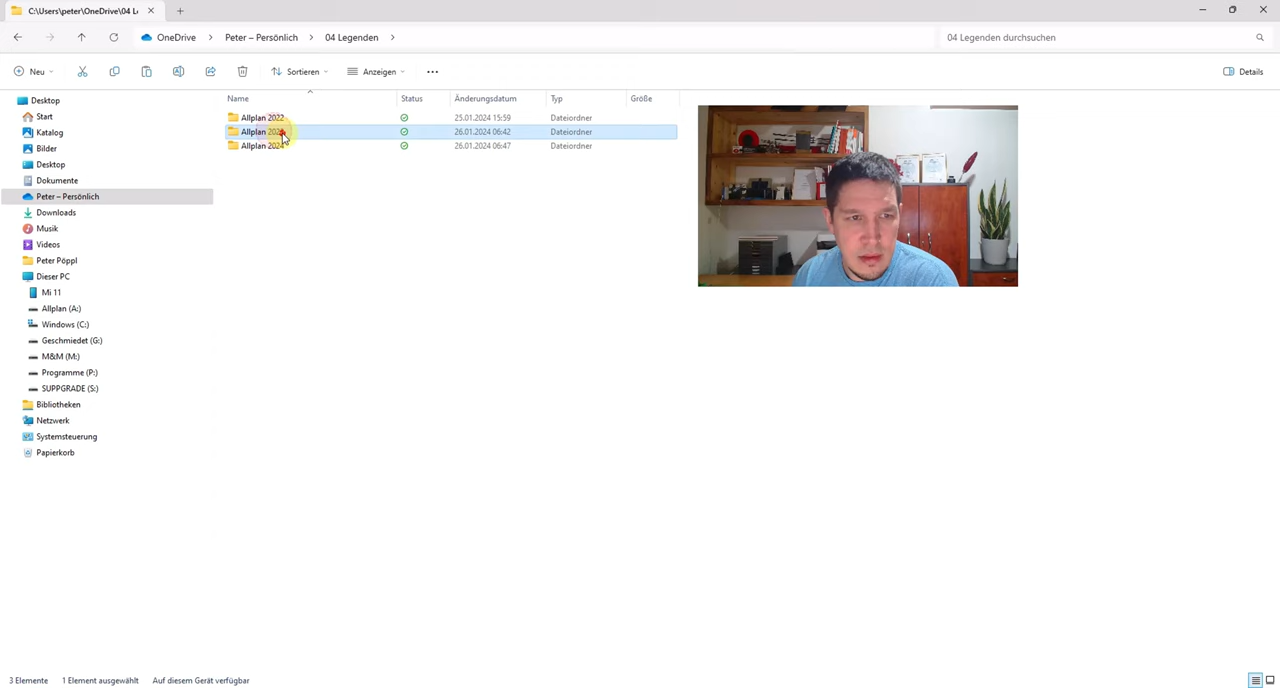 C:\Users\peter\OneDrive\04 Le
OneDrive > Peter – Persönlich > 04 Legenden >
04 Legenden durchsuchen
Neu
Sortieren
Anzeigen
Details
Name Status Änderungsdatum Typ Größe
Allplan 2022 25.01.2024 15:59 Dateiordner
Allplan 26.01.2024 06:42 Dateiordner
Allplan 2024 26.01.2024 06:47 Dateiordner
Desktop
Start
Katalog
Bilder
Desktop
Dokumente
Peter – Persönlich
Downloads
Musik
Videos
Peter Pöppl
Dieser PC
Mi 11
Allplan (A:)
Windows (C:)
Geschmiedet (G:)
M&M (M:)
Programme (P:)
SUPPGRADE (S:)
Bibliotheken
Netzwerk
Systemsteuerung
Papierkorb
3 Elemente 1 Element ausgewählt Auf diesem Gerät verfügbar